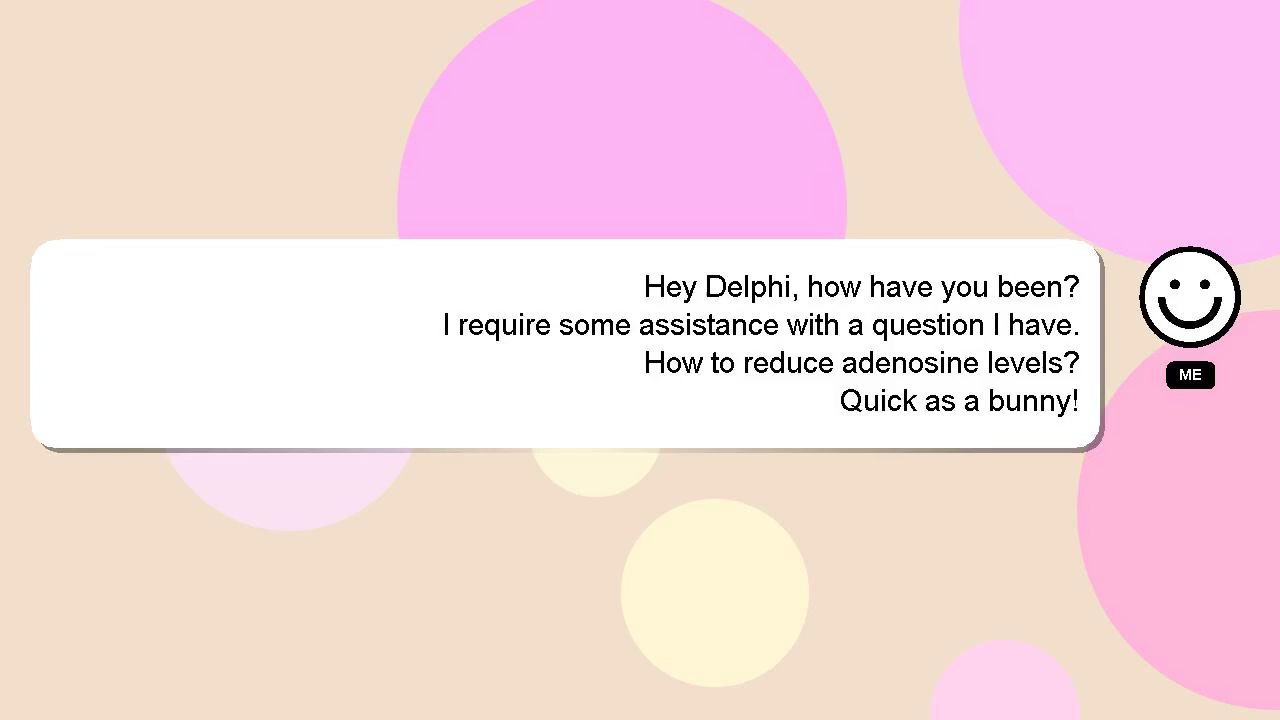 Hey Delphi, how have you been?
I require some assistance with a question I have.
How to reduce adenosine levels?
Quick as a bunny!
ME